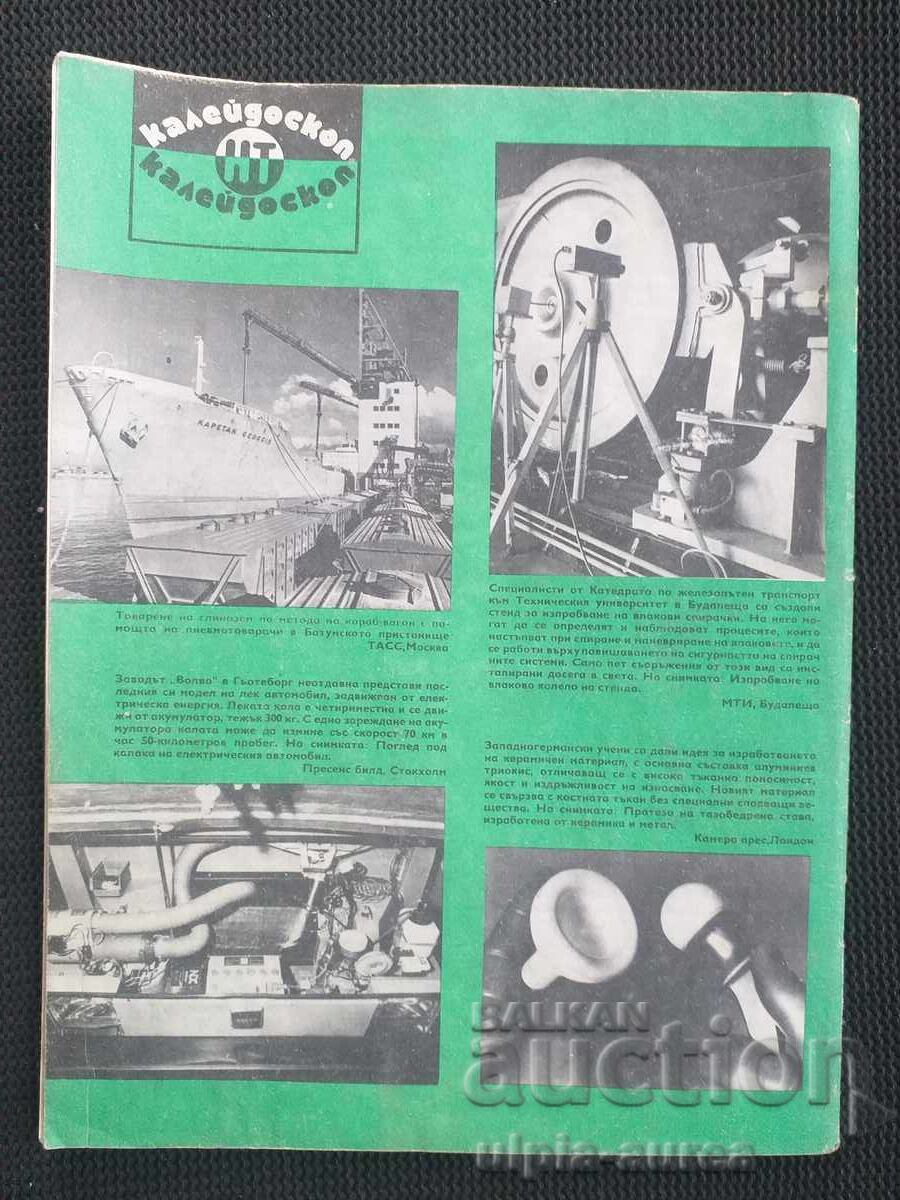 калейдоскоп
НТ
калейдоскоп
Товарене на глинозем по метода на кораб-вагон с по-
мощта на пневмотоварачи в Батумското пристанище
ТАСС, Москва
Заводът „Волво" в Гьотеборг неотдавна представи пос-
ледния си модел на лек автомобил, задвижван от елек-
трическа енергия. Леката кола е четириместна и се дви-
жи от акумулатор, тежък 300 кг. С едно зареждане на аку-
мулатора колата може да измине със скорост 70 км в
час 50-километров пробег. На снимката: Поглед под
капака на електрическия автомобил.
Пресенс билд, Стокхолм
Специалисти от Катедрата по железопътен транспорт
към Техническия университет в Будапеща са създали
стенд за изпробване на влакови спирачки. На него мо-
гат да се определят и наблюдават процесите, които
настъпват при спиране и маневриране на влаковете, и да
се работи върху повишаването на сигурността на спирач
ните системи. Само пет съоръжения от този вид са инс-
талирани досега в света. На снимката: Изпробване на
влаково колело на стенда.
МТИ, Будапеща
Западногермански учени са дали идея за изработването
на керамичен материал, с основна съставка алуминиев
триокис, отличаващ се с висока тъканна поносимост,
якост и издръжливост на износване. Новият материал
се свързва с костната тъкан без специални спояващи ве-
щества. На снимката: Протеза на тазобедрена става,
изработена от керамика и метал.
Камера прес, Лондон
BALKAN
auction
ulpia-aurea